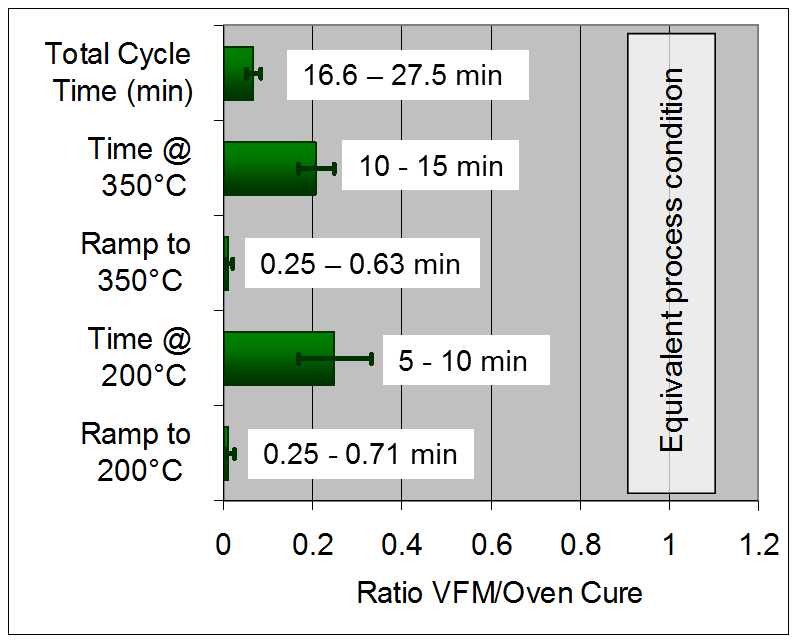 Total Cycle
Time (min)
16.6 – 27.5 min
Time @
350°C
10 - 15 min
Ramp to
350°C
0.25 – 0.63 min
Time @
200°C
5 - 10 min
Ramp to
200°C
0.25 - 0.71 min
Equivalent process condition
0 0.2 0.4 0.6 0.8 1 1.2
Ratio VFM/Oven Cure